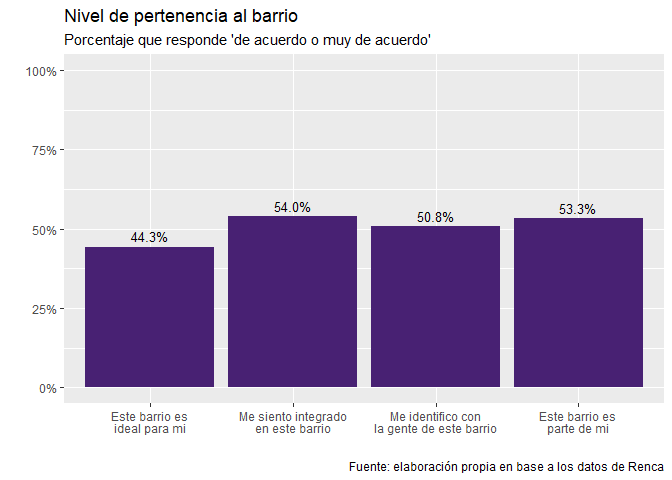 Nivel de pertenencia al barrio
Porcentaje que responde 'de acuerdo o muy de acuerdo'
100%
75%
50%
25%
0%
44.3%
54.0%
50.8%
53.3%
Este barrio es
ideal para mi
Me siento integrado
en este barrio
Me identifico con
la gente de este barrio
Este barrio es
parte de mi
Fuente: elaboración propia en base a los datos de Renca